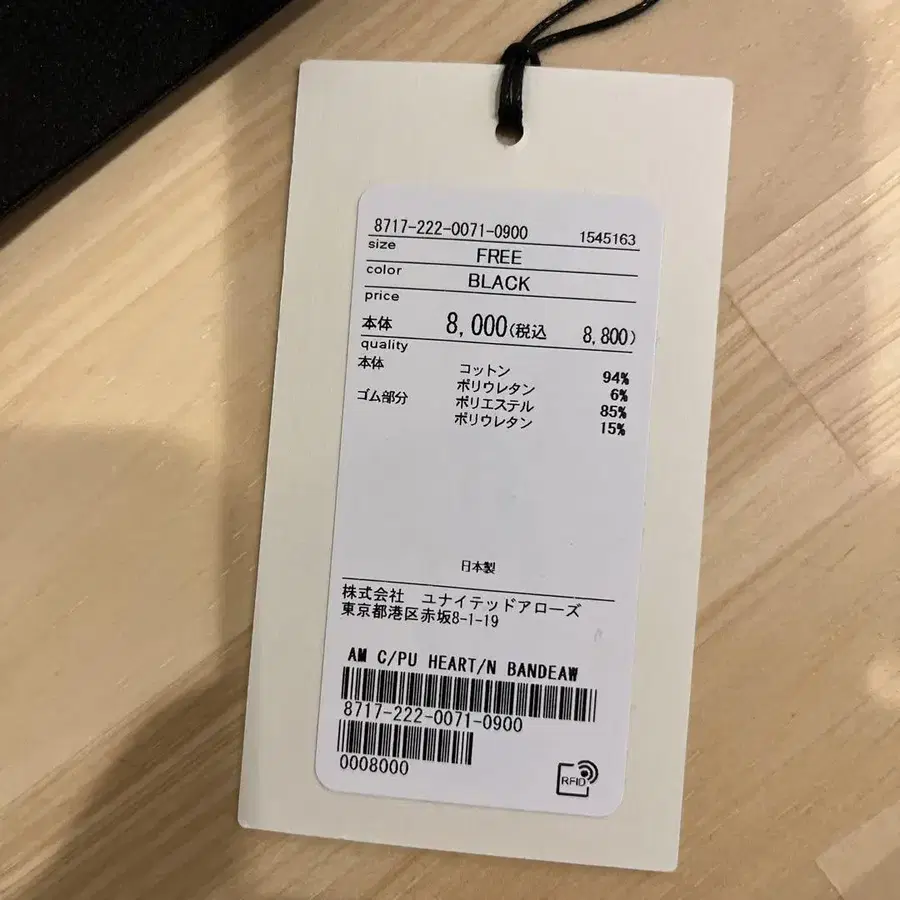 8717-222-0071-0900 1545163
size FREE
color BLACK
price
本体 8,000(税込 8,800)
quality
本体 コットン 94%
ポリウレタン 6%
ゴム部分 ポリエステル 85%
ポリウレタン 15%
日本製
株式会社 ユナイテッドアローズ
東京都港区赤坂8-1-19
AM C/PU HEART/N BANDEAW
8717-222-0071-0900
0008000
RFID